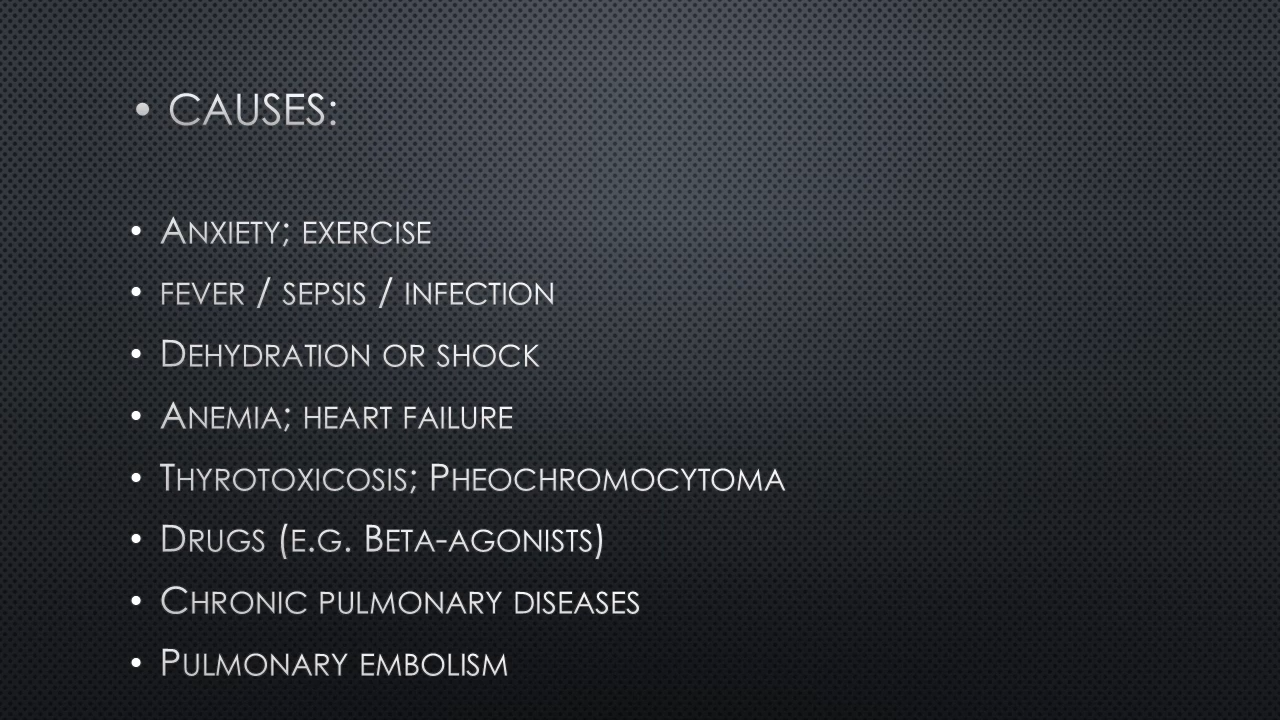 • CAUSES:
• Anxiety; exercise
• fever / sepsis / infection
• Dehydration or shock
• Anemia; heart failure
• Thyrotoxicosis; Pheochromocytoma
• Drugs (e.g. Beta-agonists)
• Chronic pulmonary diseases
• Pulmonary embolism